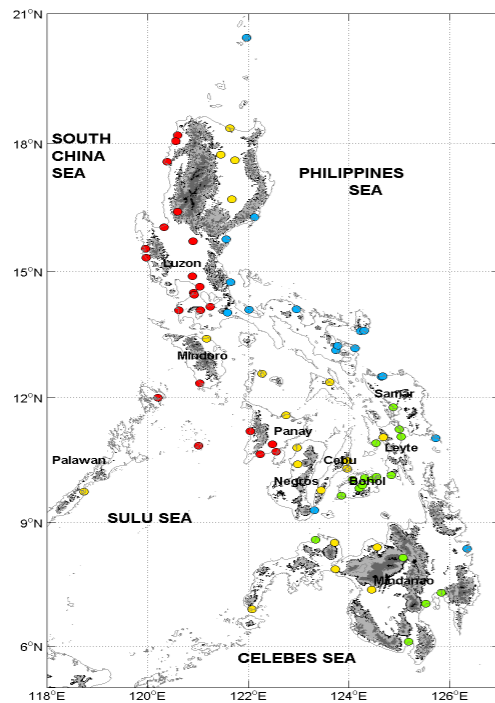 21°N
SOUTH
CHINA
SEA
18°N
PHILIPPINES
SEA
Luzon
15°N
Mindoro
12°N
Samar
Panay
Leyte
Palawan
Cebu
Negros
Bohol
SULU SEA
9°N
Mindanao
6°N
CELEBES SEA
118°E
120°E
122°E
124°E
126°E